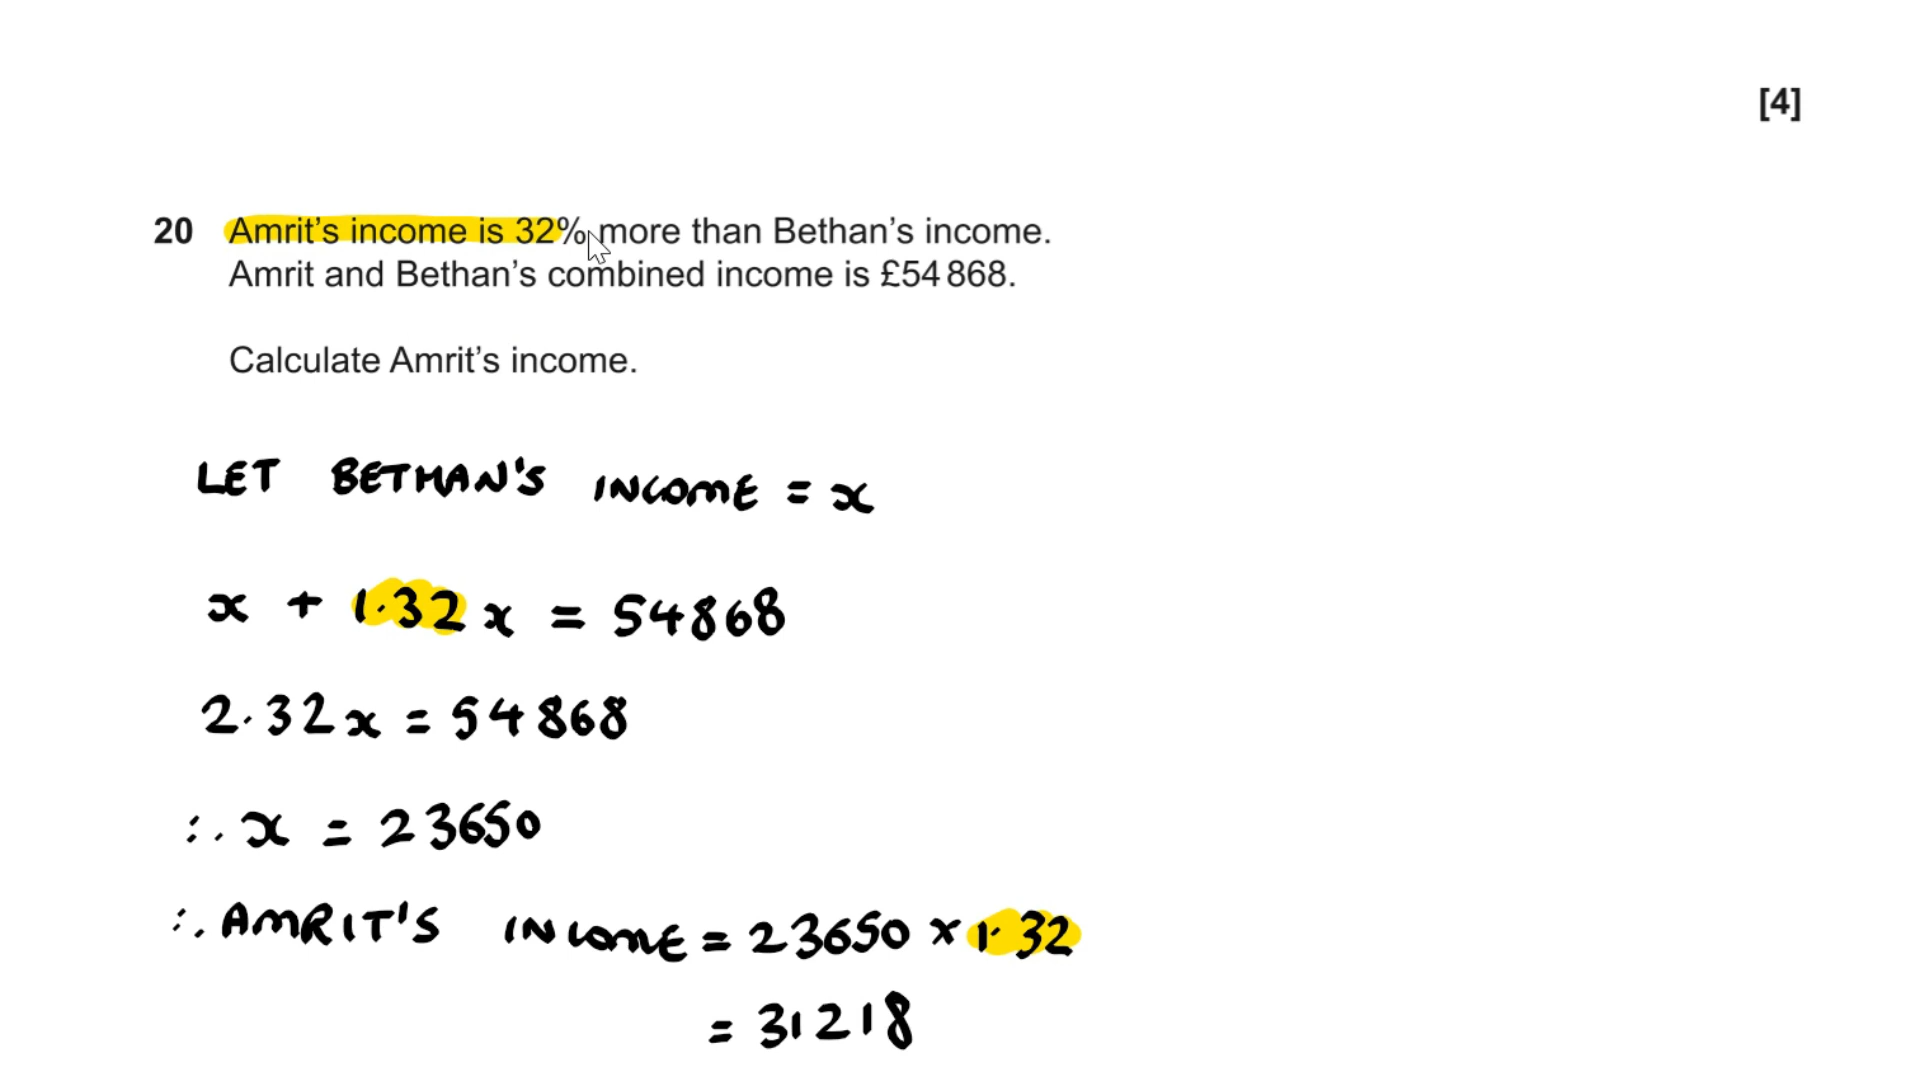 [4]
20 Amrit's income is 32% more than Bethan's income.
Amrit and Bethan's combined income is £54 868.
Calculate Amrit's income.
LET BETHAN'S INCOME = x
x + 1.32 x = 54868
2.32x = 54868
∴ x = 23650
∴ AMRIT'S INCOME = 23650 × 1.32
= 31218